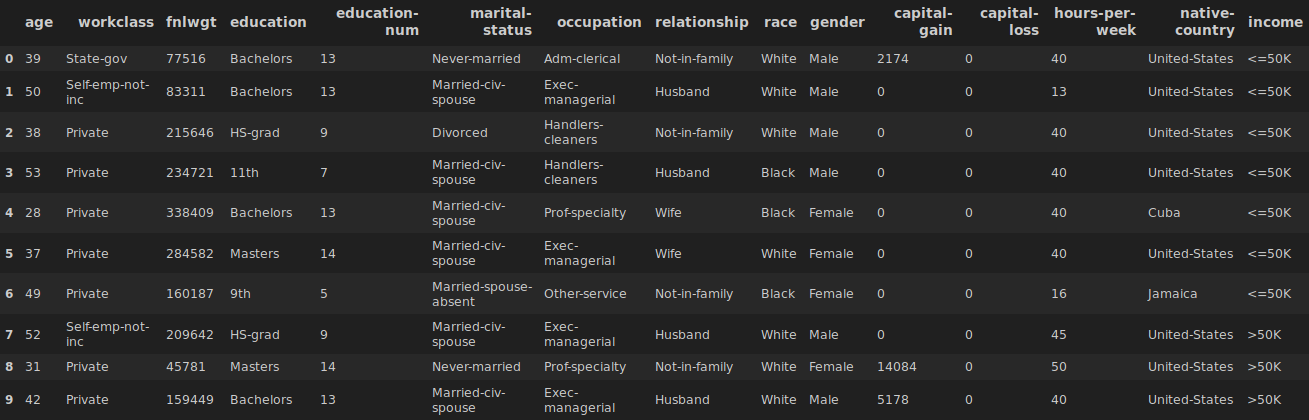 age workclass fnlwgt education education-num marital-status occupation relationship race gender capital-gain capital-loss hours-per-week native-country income
0 39 State-gov 77516 Bachelors 13 Never-married Adm-clerical Not-in-family White Male 2174 0 40 United-States <=50K
1 50 Self-emp-not-inc 83311 Bachelors 13 Married-civ-spouse Exec-managerial Husband White Male 0 0 13 United-States <=50K
2 38 Private 215646 HS-grad 9 Divorced Handlers-cleaners Not-in-family White Male 0 0 40 United-States <=50K
3 53 Private 234721 11th 7 Married-civ-spouse Handlers-cleaners Husband Black Male 0 0 40 United-States <=50K
4 28 Private 338409 Bachelors 13 Married-civ-spouse Prof-specialty Wife Black Female 0 0 40 Cuba <=50K
5 37 Private 284582 Masters 14 Married-civ-spouse Exec-managerial Wife White Female 0 0 40 United-States <=50K
6 49 Private 160187 9th 5 Married-spouse-absent Other-service Not-in-family Black Female 0 0 16 Jamaica <=50K
7 52 Self-emp-not-inc 209642 HS-grad 9 Married-civ-spouse Exec-managerial Husband White Male 0 0 45 United-States >50K
8 31 Private 45781 Masters 14 Never-married Prof-specialty Not-in-family White Female 14084 0 50 United-States >50K
9 42 Private 159449 Bachelors 13 Married-civ-spouse Exec-managerial Husband White Male 5178 0 40 United-States >50K